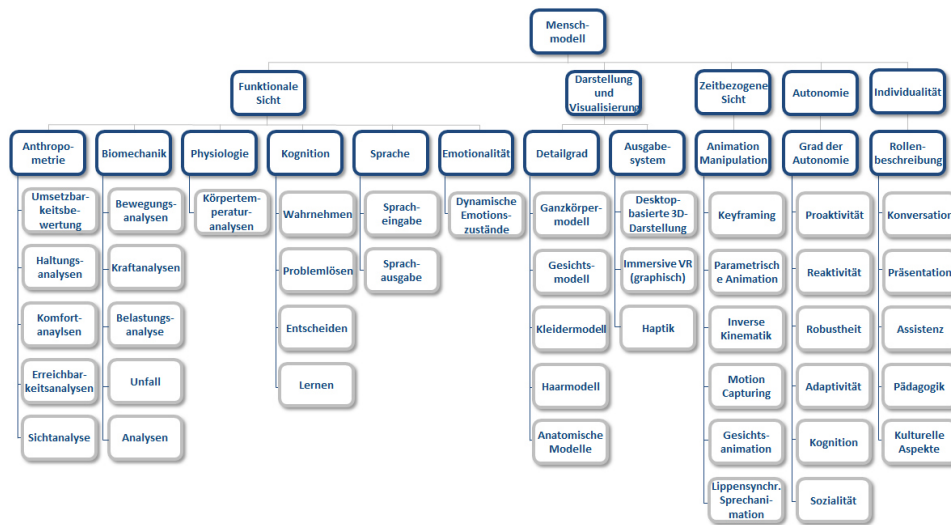 Mensch-
modell
Funktionale
Sicht
Darstellung
und
Visualisierung
Zeitbezogene
Sicht
Autonomie
Individualität
Anthropo-
metrie
Biomechanik
Physiologie
Kognition
Sprache
Emotionalität
Detailgrad
Ausgabe-
system
Animation
Manipulation
Grad der
Autonomie
Rollen-
beschreibung
Umsetzbar-
keitsbe-
wertung
Haltungs-
analysen
Komfort-
anaylsen
Erreichbar-
keitsanalysen
Sichtanalyse
Bewegungs-
analysen
Kraftanalysen
Belastungs-
analyse
Unfall
Analysen
Körpertem-
peratur-
analysen
Wahrnehmen
Problemlösen
Entscheiden
Lernen
Sprach-
eingabe
Sprach-
ausgabe
Dynamische
Emotions-
zustände
Ganzkörper-
modell
Gesichts-
modell
Kleidermodell
Haarmodell
Anatomische
Modelle
Desktop-
basierte 3D-
Darstellung
Immersive VR
(graphisch)
Haptik
Keyframing
Parametrisch
e Animation
Inverse
Kinematik
Motion
Capturing
Gesichts-
animation
Lippensynchr.
Sprechani-
mation
Proaktivität
Reaktivität
Robustheit
Adaptivität
Kognition
Sozialität
Konversation
Präsentation
Assistenz
Pädagogik
Kulturelle
Aspekte